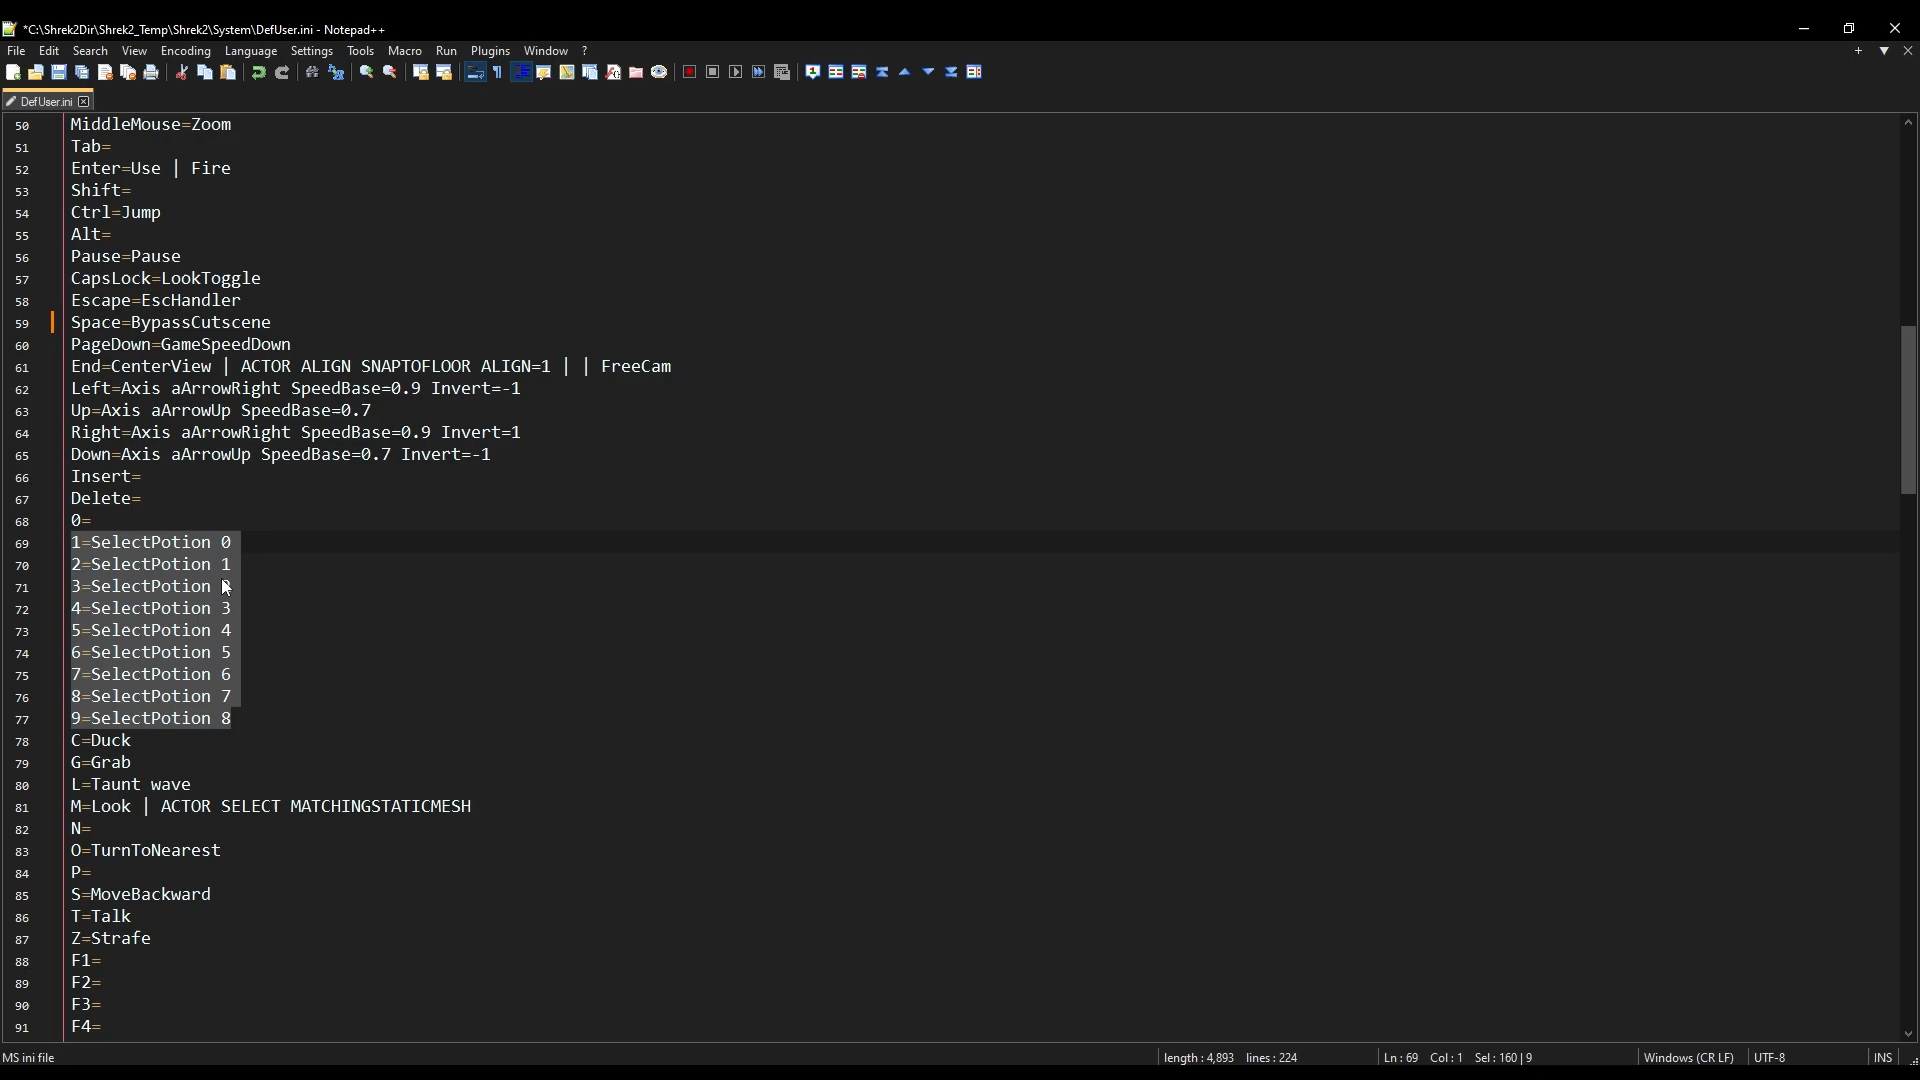 *C:\Shrek2Dir\Shrek2_Temp\Shrek2\System\DefUser.ini - Notepad++
File Edit Search View Encoding Language Settings Tools Macro Run Plugins Window ?
DefUser.ini
50 MiddleMouse=Zoom
51 Tab=
52 Enter=Use | Fire
53 Shift=
54 Ctrl=Jump
55 Alt=
56 Pause=Pause
57 CapsLock=LookToggle
58 Escape=EscHandler
59 Space=BypassCutscene
60 PageDown=GameSpeedDown
61 End=CenterView | ACTOR ALIGN SNAPTOFLOOR ALIGN=1 | | FreeCam
62 Left=Axis aArrowRight SpeedBase=0.9 Invert=-1
63 Up=Axis aArrowUp SpeedBase=0.7
64 Right=Axis aArrowRight SpeedBase=0.9 Invert=1
65 Down=Axis aArrowUp SpeedBase=0.7 Invert=-1
66 Insert=
67 Delete=
68 0=
69 1=SelectPotion 0
70 2=SelectPotion 1
71 3=SelectPotion
72 4=SelectPotion 3
73 5=SelectPotion 4
74 6=SelectPotion 5
75 7=SelectPotion 6
76 8=SelectPotion 7
77 9=SelectPotion 8
78 C=Duck
79 G=Grab
80 L=Taunt wave
81 M=Look | ACTOR SELECT MATCHINGSTATICMESH
82 N=
83 O=TurnToNearest
84 P=
85 S=MoveBackward
86 T=Talk
87 Z=Strafe
88 F1=
89 F2=
90 F3=
91 F4=
MS ini file length : 4,893 lines : 224 Ln : 69 Col : 1 Sel : 160 | 9 Windows (CR LF) UTF-8 INS